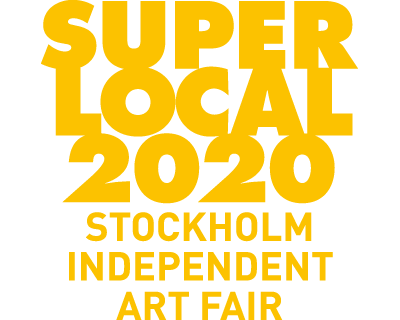 SUPER
LOCAL
2020
STOCKHOLM
INDEPENDENT
ART FAIR